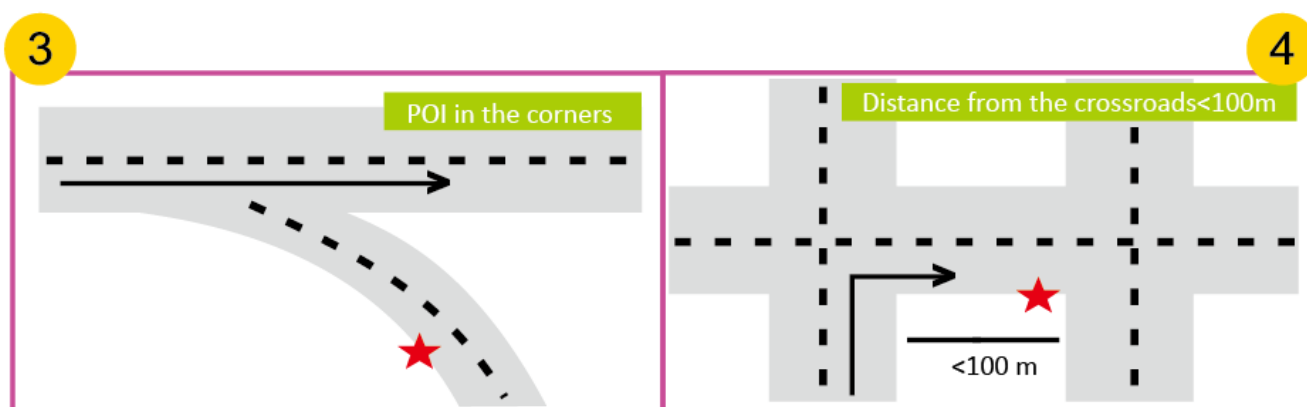 3
4
POI in the corners
Distance from the crossroads<100m
<100 m